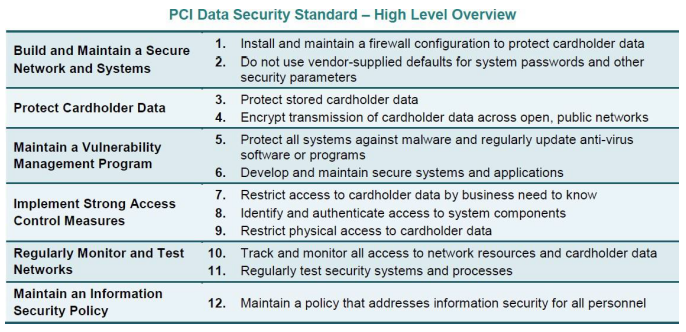 PCI Data Security Standard – High Level Overview
Build and Maintain a Secure
Network and Systems
1. Install and maintain a firewall configuration to protect cardholder data
2. Do not use vendor-supplied defaults for system passwords and other
security parameters
Protect Cardholder Data
3. Protect stored cardholder data
4. Encrypt transmission of cardholder data across open, public networks
Maintain a Vulnerability
Management Program
5. Protect all systems against malware and regularly update anti-virus
software or programs
6. Develop and maintain secure systems and applications
Implement Strong Access
Control Measures
7. Restrict access to cardholder data by business need to know
8. Identify and authenticate access to system components
9. Restrict physical access to cardholder data
Regularly Monitor and Test
Networks
10. Track and monitor all access to network resources and cardholder data
11. Regularly test security systems and processes
Maintain an Information
Security Policy
12. Maintain a policy that addresses information security for all personnel